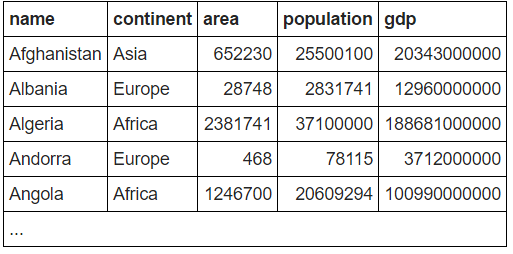 name continent area population gdp
Afghanistan Asia 652230 25500100 20343000000
Albania Europe 28748 2831741 12960000000
Algeria Africa 2381741 37100000 188681000000
Andorra Europe 468 78115 3712000000
Angola Africa 1246700 20609294 100990000000
...